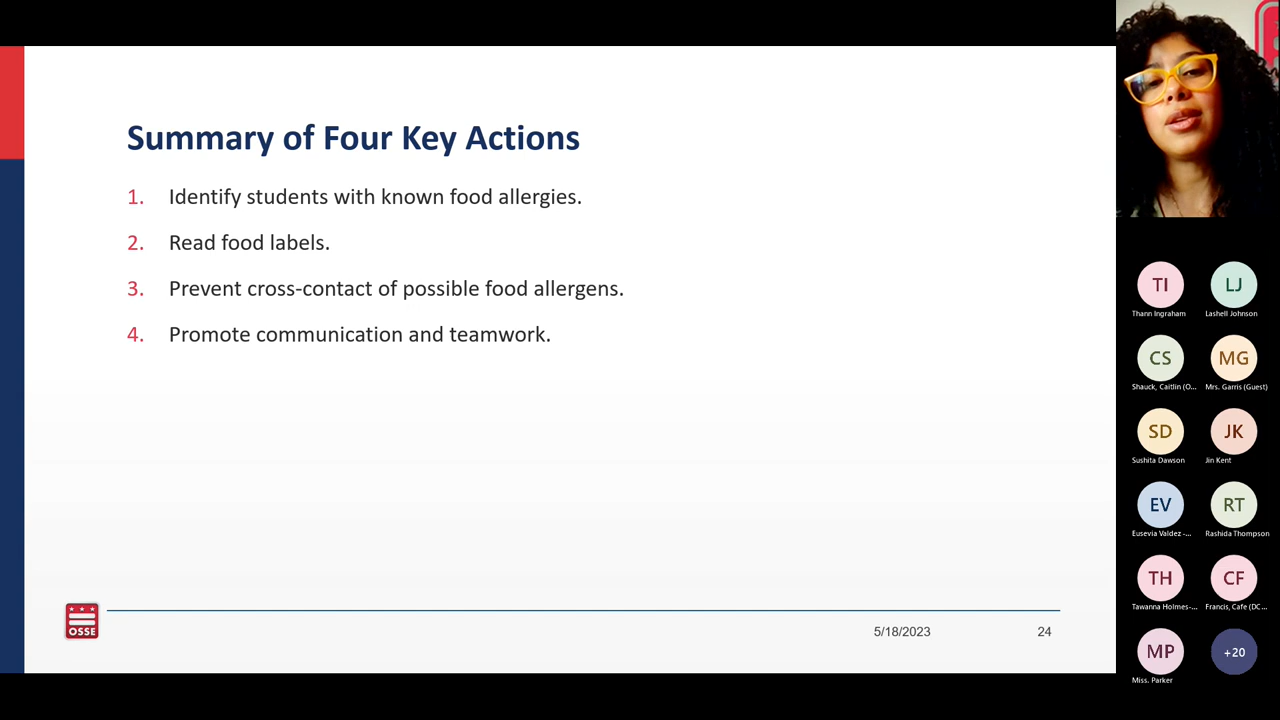 Summary of Four Key Actions
1. Identify students with known food allergies.
2. Read food labels.
3. Prevent cross-contact of possible food allergens.
4. Promote communication and teamwork.
OSSE
5/18/2023
24
TI
Thann Ingraham
LJ
Lashell Johnson
CS
Shauck, Caitlin (O...
MG
Mrs. Garris (Guest)
SD
Sushita Dawson
JK
Jin Kent
EV
Eusevia Valdez -...
RT
Rashida Thompson
TH
Tawanna Holmes-...
CF
Francis, Cafe (DC ...
MP
Miss. Parker
+20